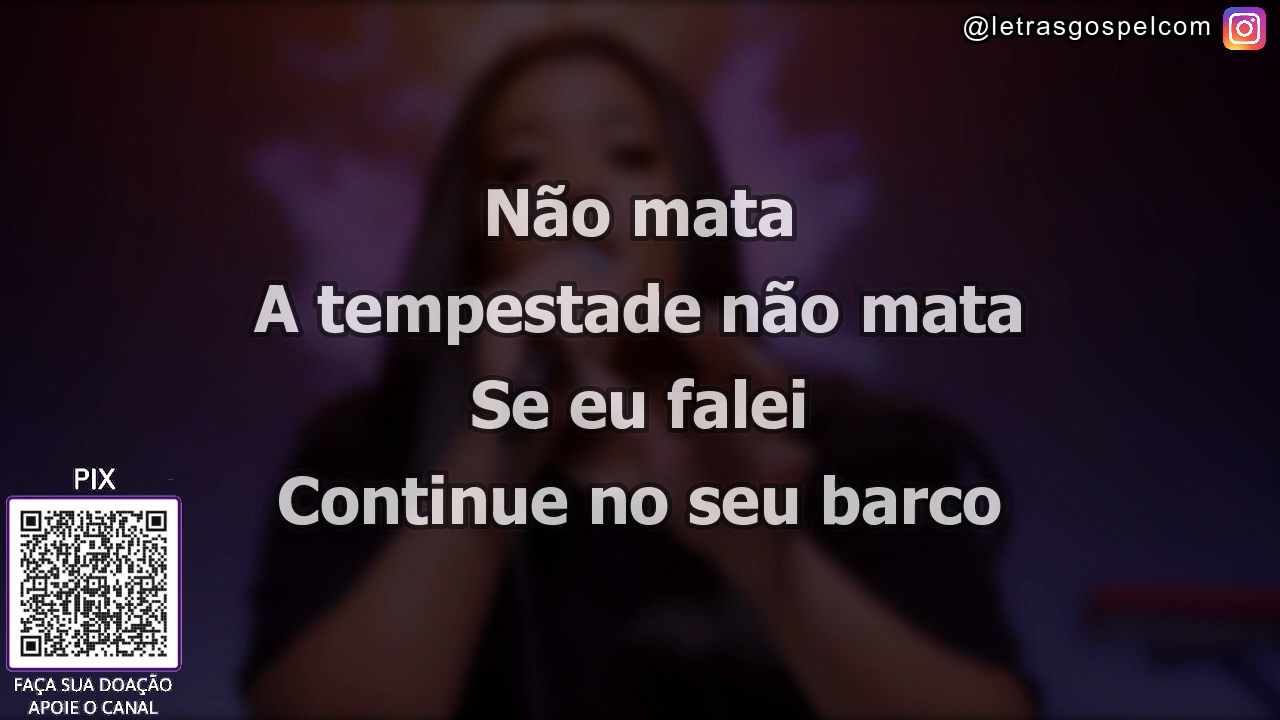 @letrasgospelcom
Não mata
A tempestade não mata
Se eu falei
Continue no seu barco
PIX
FAÇA SUA DOAÇÃO
APOIE O CANAL